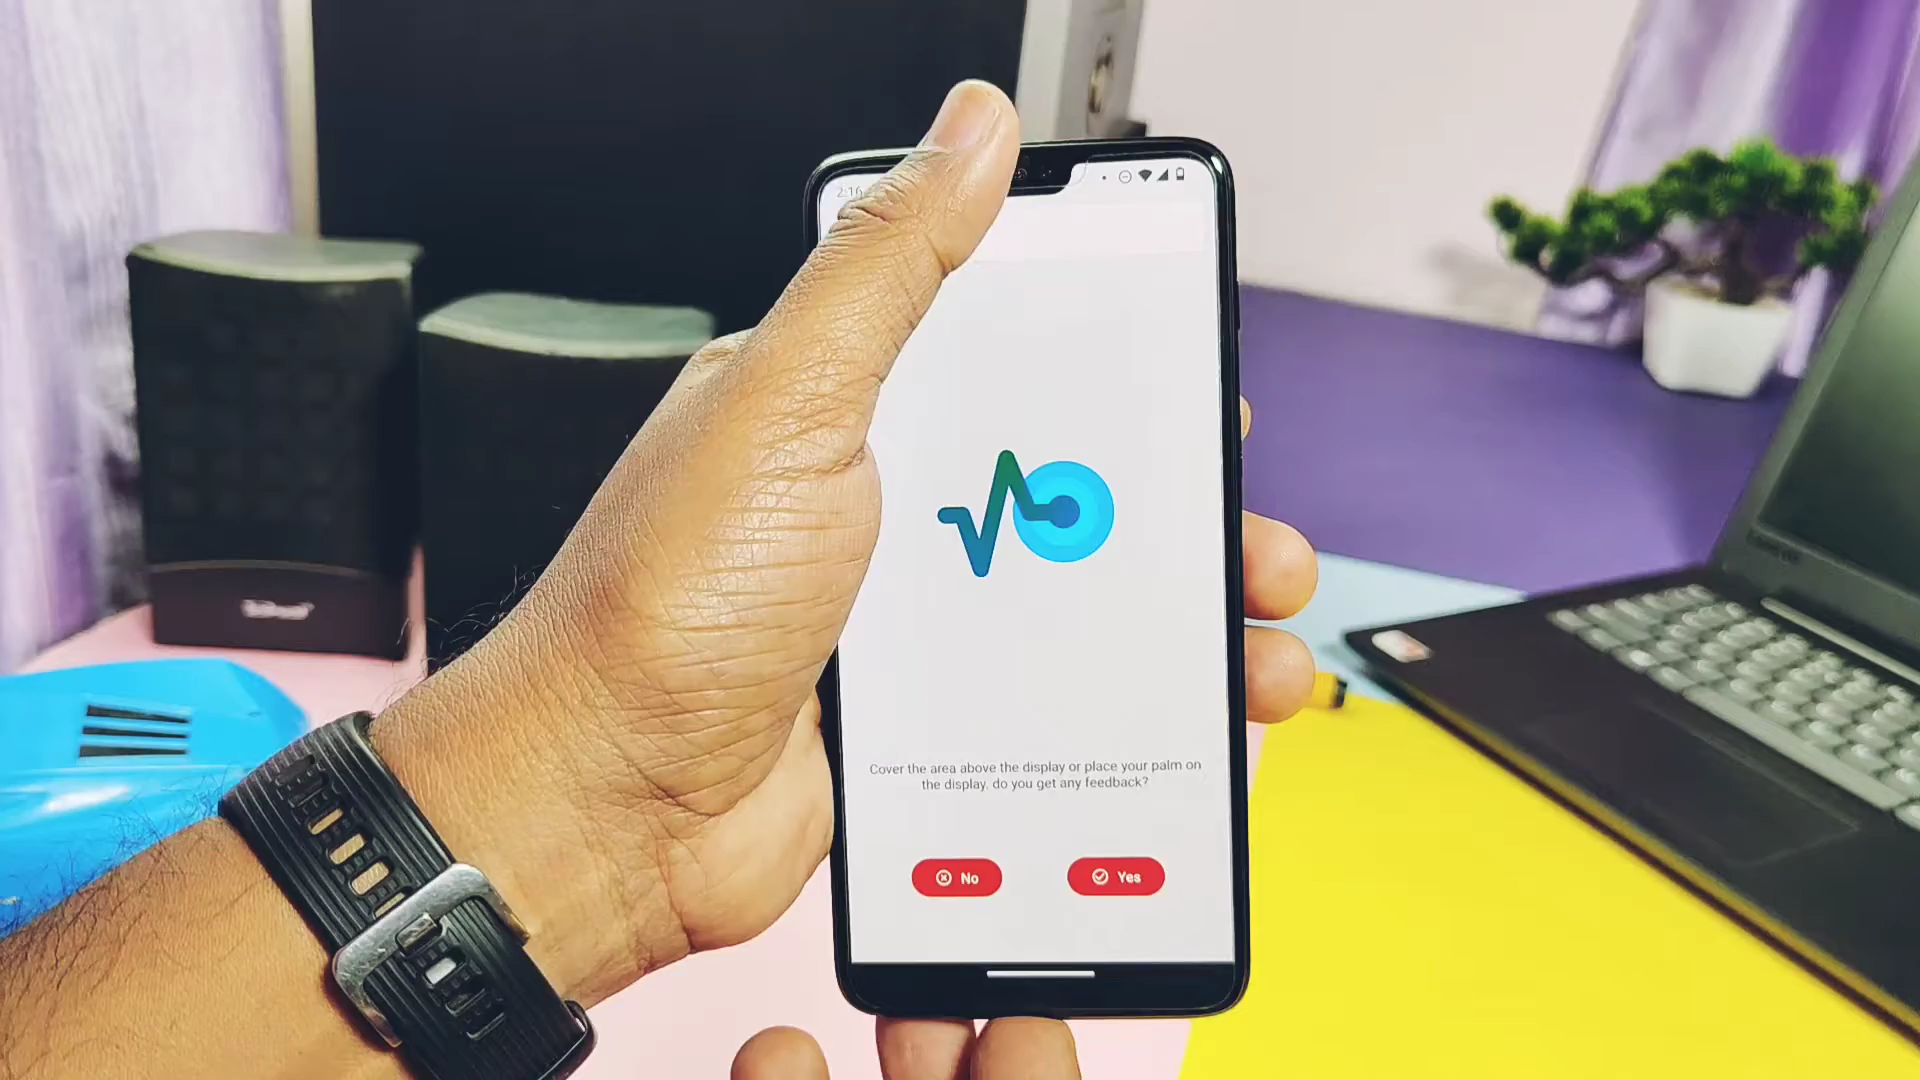 2:16
Cover the area above the display or place your palm on
the display. do you get any feedback?
No
Yes